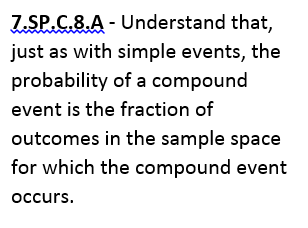 7.SP.C.8.A - Understand that,
just as with simple events, the
probability of a compound
event is the fraction of
outcomes in the sample space
for which the compound event
occurs.